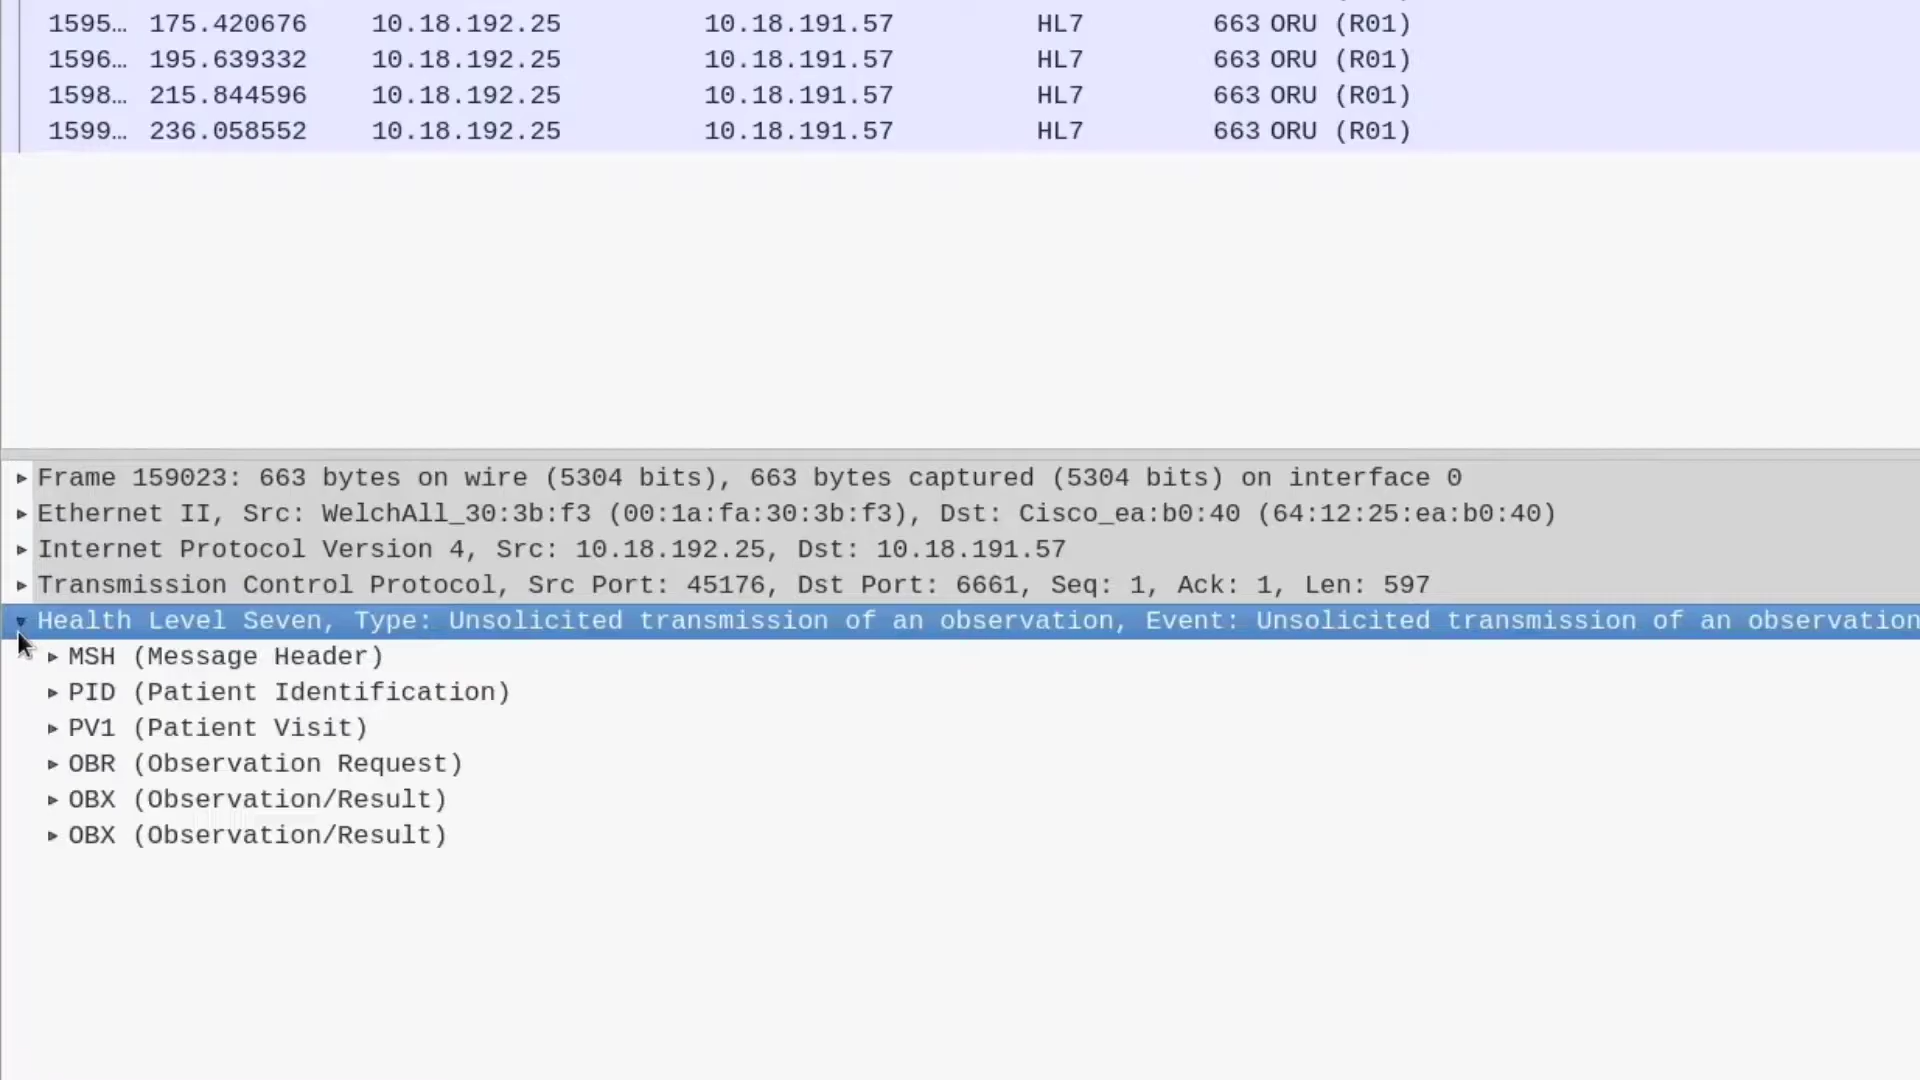 1595… 175.420676 10.18.192.25 10.18.191.57 HL7 663 ORU (R01)
1596… 195.639332 10.18.192.25 10.18.191.57 HL7 663 ORU (R01)
1598… 215.844596 10.18.192.25 10.18.191.57 HL7 663 ORU (R01)
1599… 236.058552 10.18.192.25 10.18.191.57 HL7 663 ORU (R01)
Frame 159023: 663 bytes on wire (5304 bits), 663 bytes captured (5304 bits) on interface 0
Ethernet II, Src: WelchAll_30:3b:f3 (00:1a:fa:30:3b:f3), Dst: Cisco_ea:b0:40 (64:12:25:ea:b0:40)
Internet Protocol Version 4, Src: 10.18.192.25, Dst: 10.18.191.57
Transmission Control Protocol, Src Port: 45176, Dst Port: 6661, Seq: 1, Ack: 1, Len: 597
Health Level Seven, Type: Unsolicited transmission of an observation, Event: Unsolicited transmission of an observation
MSH (Message Header)
PID (Patient Identification)
PV1 (Patient Visit)
OBR (Observation Request)
OBX (Observation/Result)
OBX (Observation/Result)